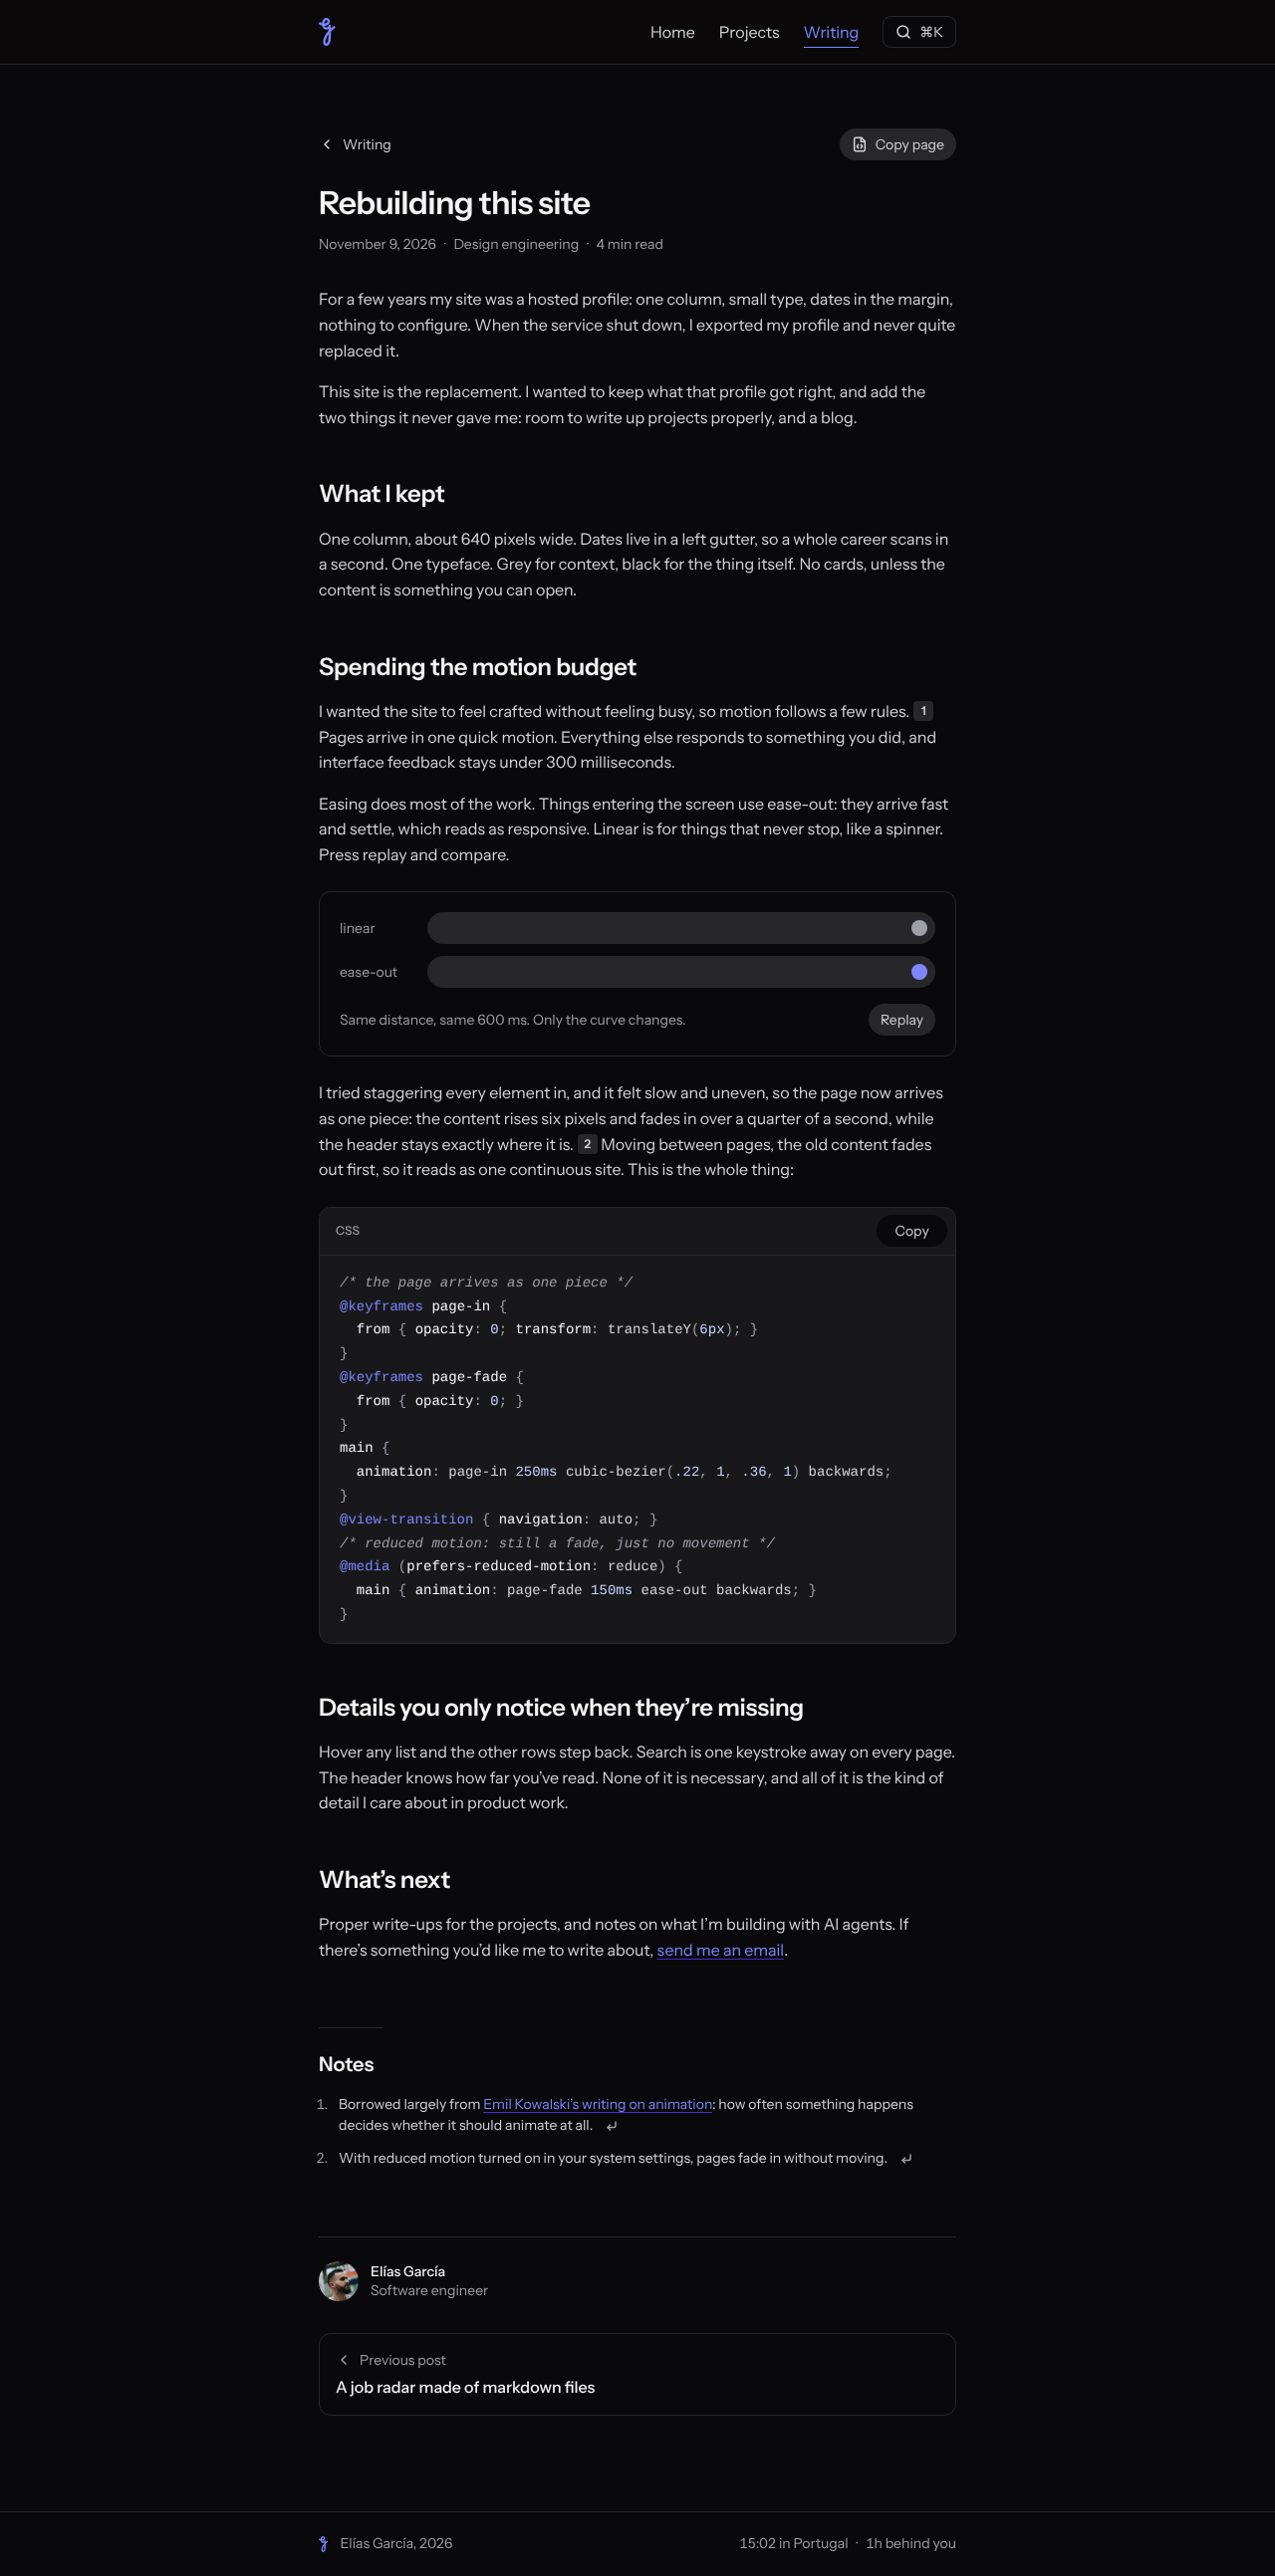 Home Projects Writing ⌘K
Writing Copy page
Rebuilding this site
November 9, 2026 · Design engineering · 4 min read
For a few years my site was a hosted profile: one column, small type, dates in the margin,
nothing to configure. When the service shut down, I exported my profile and never quite
replaced it.
This site is the replacement. I wanted to keep what that profile got right, and add the
two things it never gave me: room to write up projects properly, and a blog.
What I kept
One column, about 640 pixels wide. Dates live in a left gutter, so a whole career scans in
a second. One typeface. Grey for context, black for the thing itself. No cards, unless the
content is something you can open.
Spending the motion budget
I wanted the site to feel crafted without feeling busy, so motion follows a few rules. 1
Pages arrive in one quick motion. Everything else responds to something you did, and
interface feedback stays under 300 milliseconds.
Easing does most of the work. Things entering the screen use ease-out: they arrive fast
and settle, which reads as responsive. Linear is for things that never stop, like a spinner.
Press replay and compare.
linear
ease-out
Same distance, same 600 ms. Only the curve changes. Replay
I tried staggering every element in, and it felt slow and uneven, so the page now arrives
as one piece: the content rises six pixels and fades in over a quarter of a second, while
the header stays exactly where it is. 2 Moving between pages, the old content fades
out first, so it reads as one continuous site. This is the whole thing:
CSS Copy
/* the page arrives as one piece */
@keyframes page-in {
  from { opacity: 0; transform: translateY(6px); }
}
@keyframes page-fade {
  from { opacity: 0; }
}
main {
  animation: page-in 250ms cubic-bezier(.22, 1, .36, 1) backwards;
}
@view-transition { navigation: auto; }
/* reduced motion: still a fade, just no movement */
@media (prefers-reduced-motion: reduce) {
  main { animation: page-fade 150ms ease-out backwards; }
}
Details you only notice when they’re missing
Hover any list and the other rows step back. Search is one keystroke away on every page.
The header knows how far you’ve read. None of it is necessary, and all of it is the kind of
detail I care about in product work.
What’s next
Proper write-ups for the projects, and notes on what I’m building with AI agents. If
there’s something you’d like me to write about, send me an email.
Notes
1. Borrowed largely from Emil Kowalski’s writing on animation: how often something happens
decides whether it should animate at all. ↵
2. With reduced motion turned on in your system settings, pages fade in without moving. ↵
Elías García
Software engineer
Previous post
A job radar made of markdown files
Elías García, 2026 15:02 in Portugal · 1h behind you